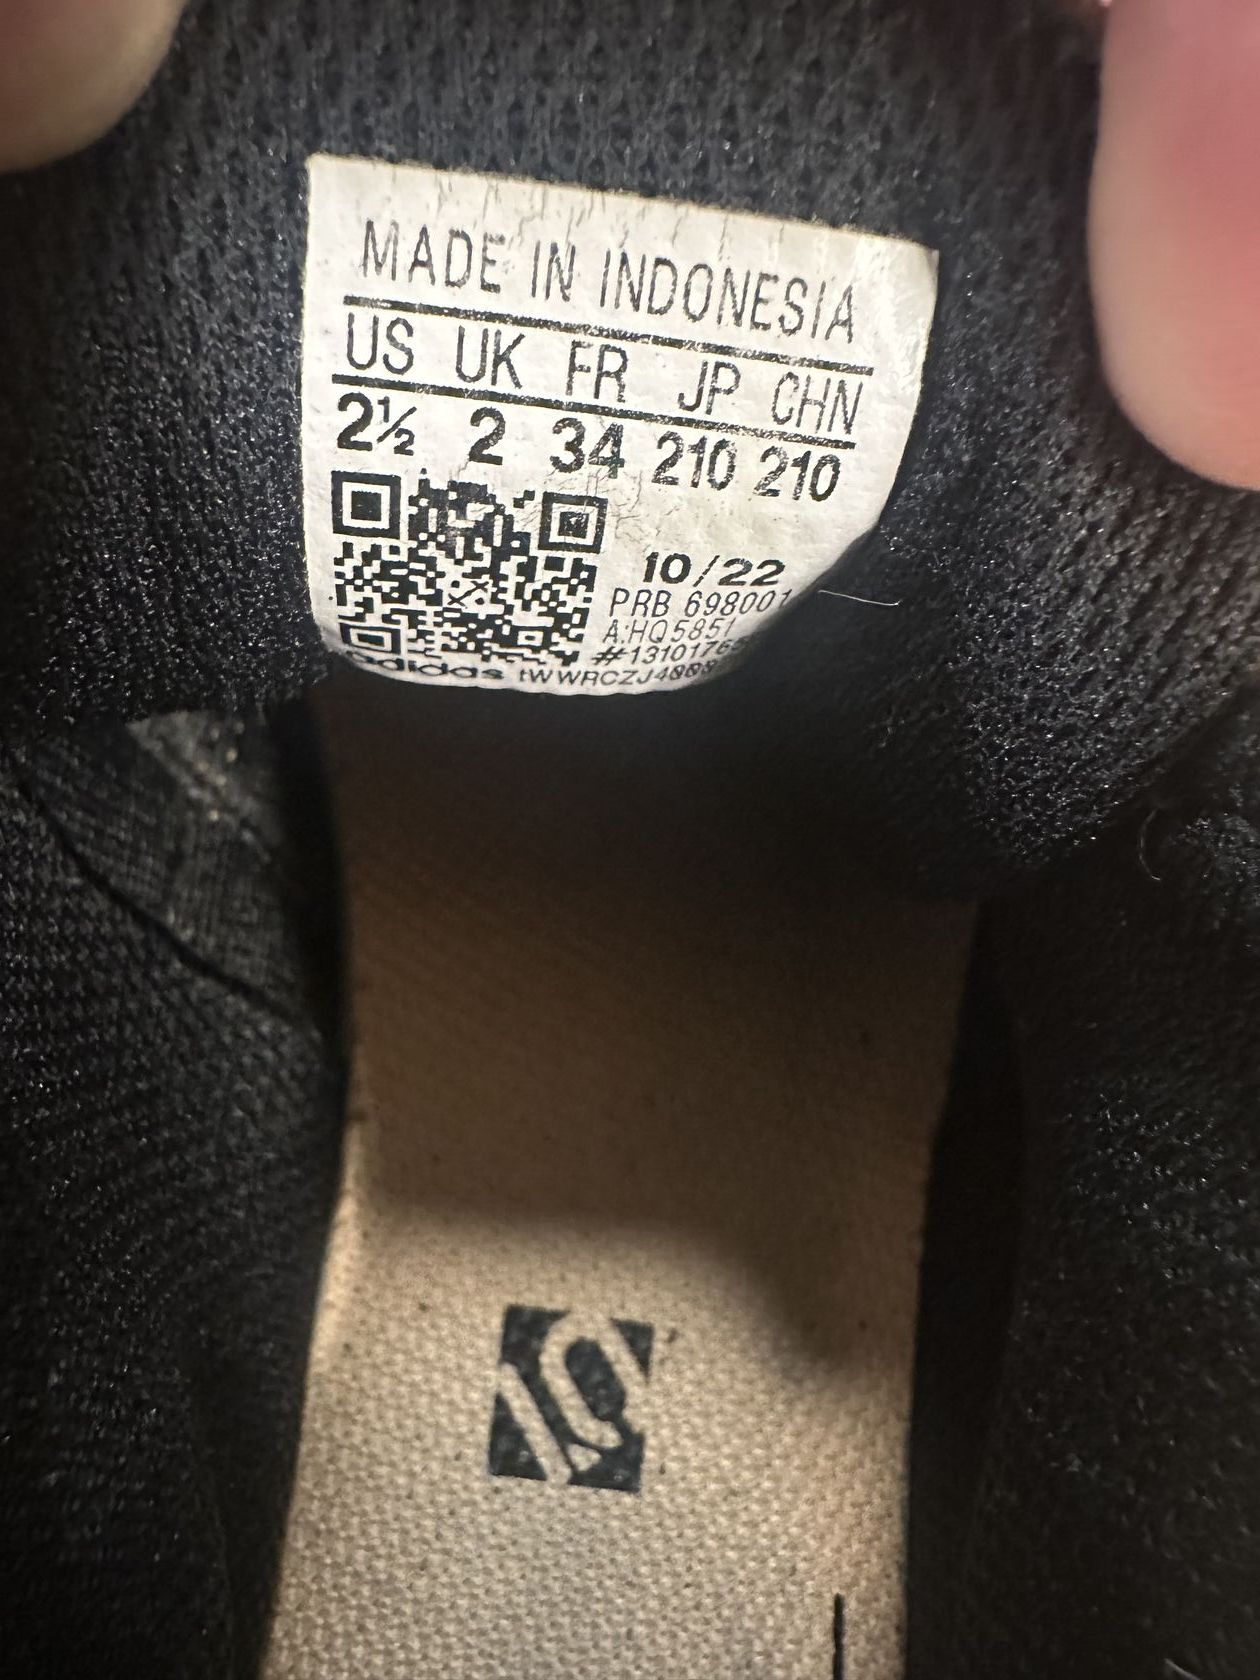 MADE IN INDONESIA
US UK FR JP CHN
2½ 2 34 210 210
10/22
PRB 698001
A:HQ5851
adidas
10